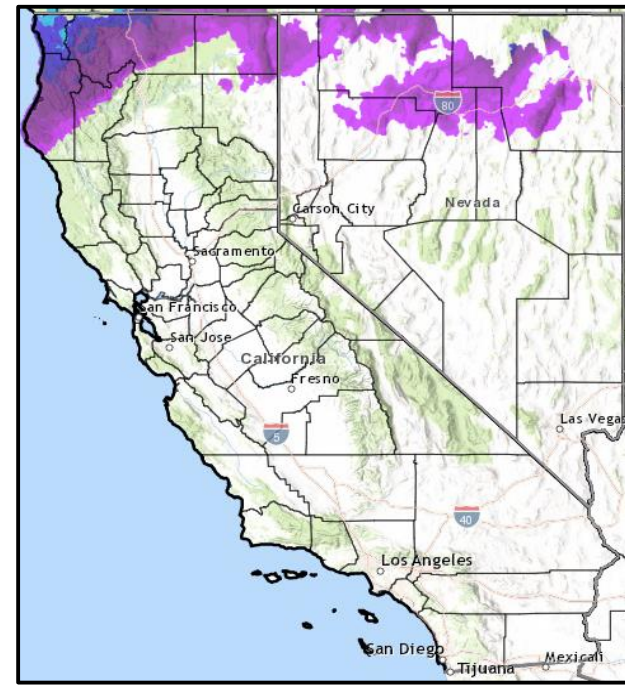 80
Carson City
Nevada
Sacramento
San Francisco
San Jose
California
Fresno
Las Vegas
5
40
Los Angeles
San Diego
Tijuana
Mexicali